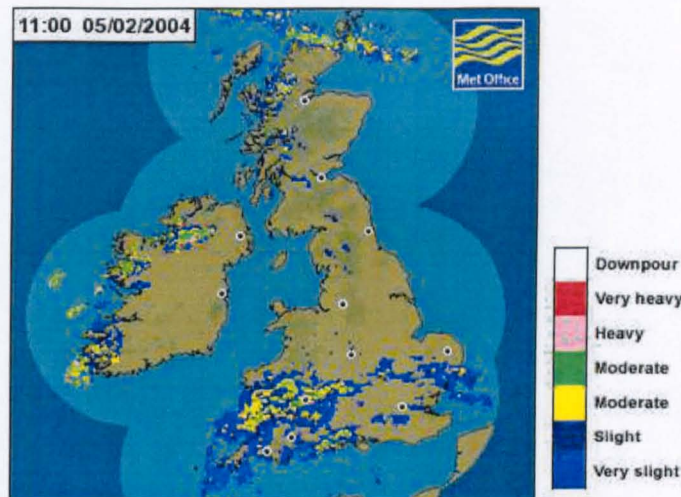 11:00 05/02/2004
Met Office
Downpour
Very heavy
Heavy
Moderate
Moderate
Slight
Very slight